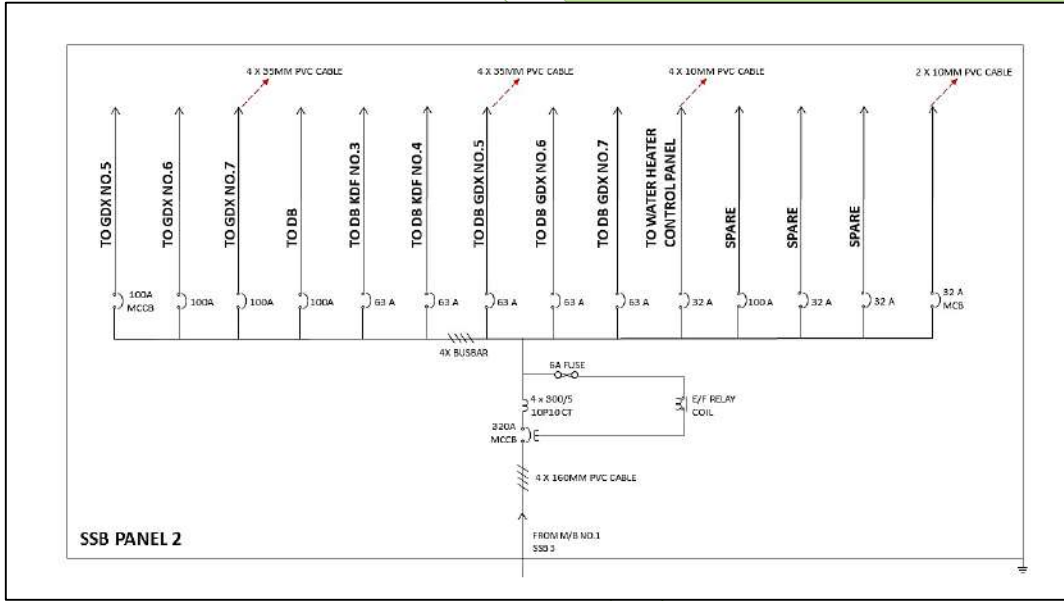 4 X 35MM PVC CABLE
4 X 35MM PVC CABLE
4 X 10MM PVC CABLE
2 X 10MM PVC CABLE
TO GDX NO.5
TO GDX NO.6
TO GDX NO.7
TO DB
TO DB KDF NO.3
TO DB KDF NO.4
TO DB GDX NO.5
TO DB GDX NO.6
TO DB GDX NO.7
TO WATER HEATER
CONTROL PANEL
SPARE
SPARE
SPARE
100A
MCCB
100A
100A
100A
63 A
63 A
63 A
63 A
63 A
32 A
100 A
32 A
32 A
32 A
MCB
4X BUSBAR
6A FUSE
4 x 300/5
10P10 CT
E/F RELAY
COIL
320A
MCCB
4 X 160MM PVC CABLE
SSB PANEL 2
FROM M/B NO.1
SSB 3